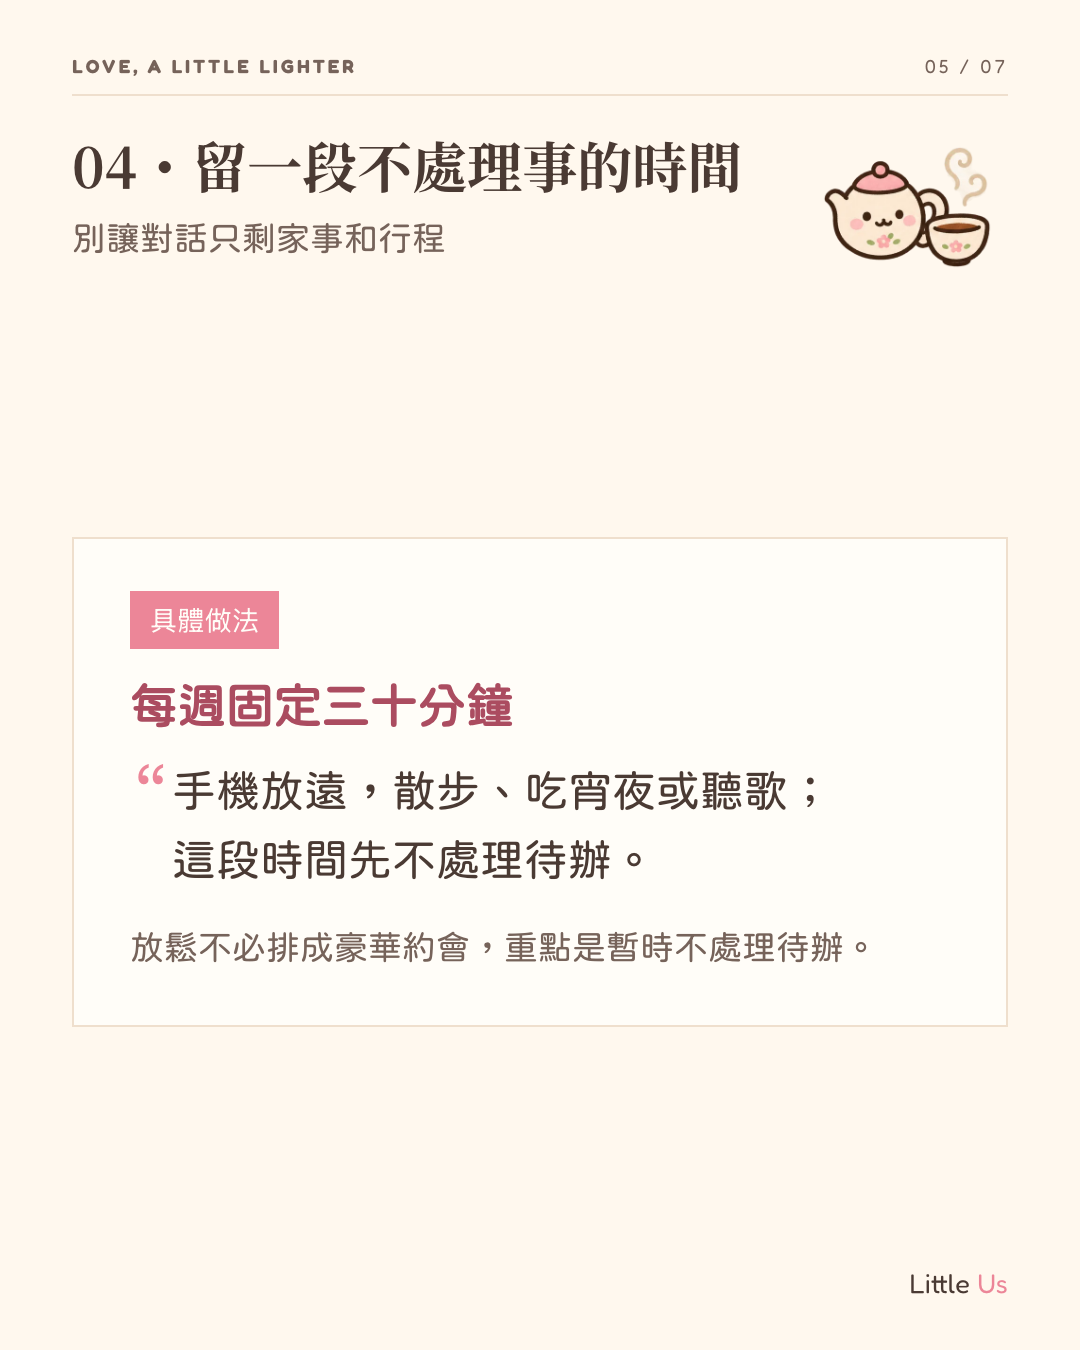 LOVE, A LITTLE LIGHTER
05 / 07
04・留一段不處理事的時間
別讓對話只剩家事和行程
具體做法
每週固定三十分鐘
“手機放遠，散步、吃宵夜或聽歌；
這段時間先不處理待辦。
放鬆不必排成豪華約會，重點是暫時不處理待辦。
Little Us